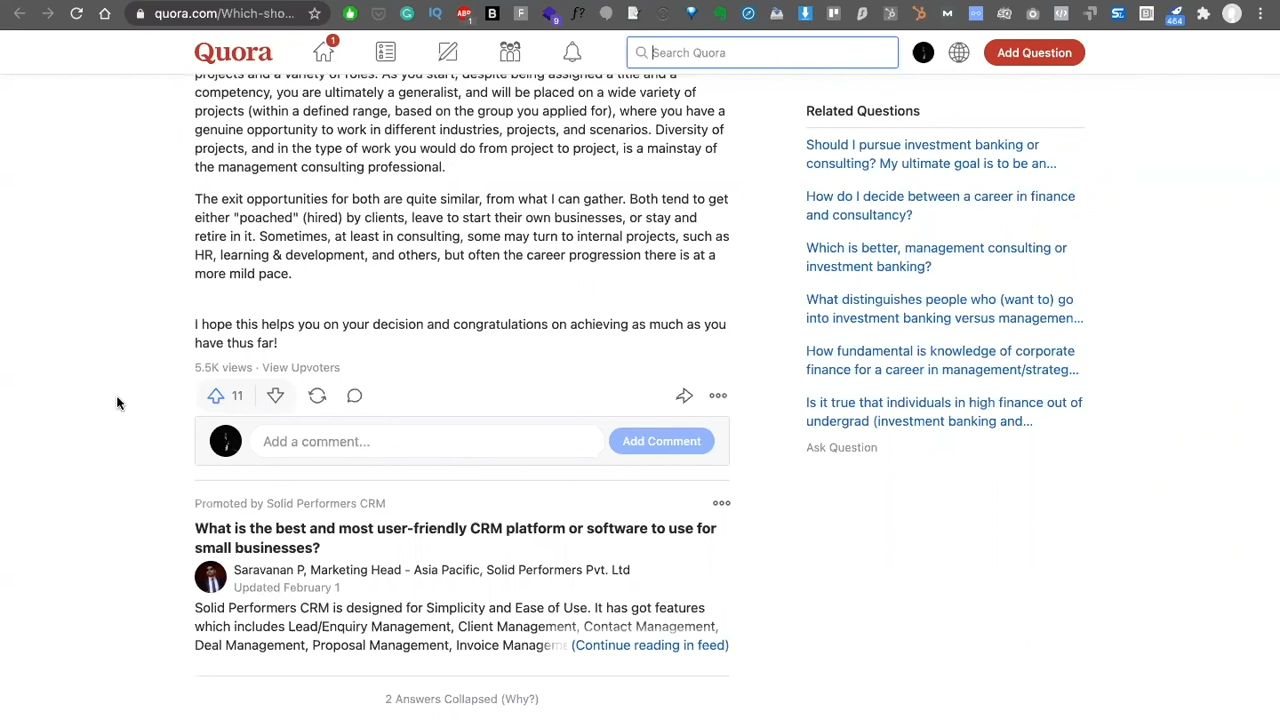 quora.com/Which-sho...
ABP
1
B
F
9
f?
M
464
Quora
1
Search Quora
Add Question
projects and a variety of roles. As you start, despite being assigned a title and a
competency, you are ultimately a generalist, and will be placed on a wide variety of
projects (within a defined range, based on the group you applied for), where you have a
genuine opportunity to work in different industries, projects, and scenarios. Diversity of
projects, and in the type of work you would do from project to project, is a mainstay of
the management consulting professional.
The exit opportunities for both are quite similar, from what I can gather. Both tend to get
either "poached" (hired) by clients, leave to start their own businesses, or stay and
retire in it. Sometimes, at least in consulting, some may turn to internal projects, such as
HR, learning & development, and others, but often the career progression there is at a
more mild pace.
I hope this helps you on your decision and congratulations on achieving as much as you
have thus far!
5.5K views · View Upvoters
11
Add a comment...
Add Comment
Promoted by Solid Performers CRM
What is the best and most user-friendly CRM platform or software to use for
small businesses?
Saravanan P, Marketing Head - Asia Pacific, Solid Performers Pvt. Ltd
Updated February 1
Solid Performers CRM is designed for Simplicity and Ease of Use. It has got features
which includes Lead/Enquiry Management, Client Management, Contact Management,
Deal Management, Proposal Management, Invoice Manageme (Continue reading in feed)
2 Answers Collapsed (Why?)
Related Questions
Should I pursue investment banking or
consulting? My ultimate goal is to be an...
How do I decide between a career in finance
and consultancy?
Which is better, management consulting or
investment banking?
What distinguishes people who (want to) go
into investment banking versus managemen...
How fundamental is knowledge of corporate
finance for a career in management/strateg...
Is it true that individuals in high finance out of
undergrad (investment banking and...
Ask Question